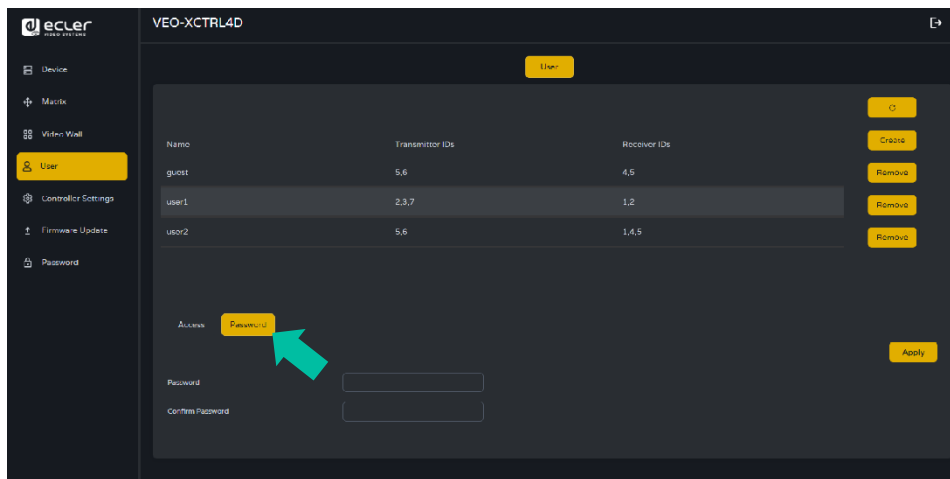 ecler
VIDEO SYSTEMS
VEO-XCTRL4D
Device
Matrix
Video Wall
User
Controller Settings
Firmware Update
Password
User
Create
Name Transmitter IDs Receiver IDs
guest 5,6 4,5 Remove
user1 2,3,7 1,2 Remove
user2 5,6 1,4,5 Remove
Access Password
Apply
Password
Confirm Password